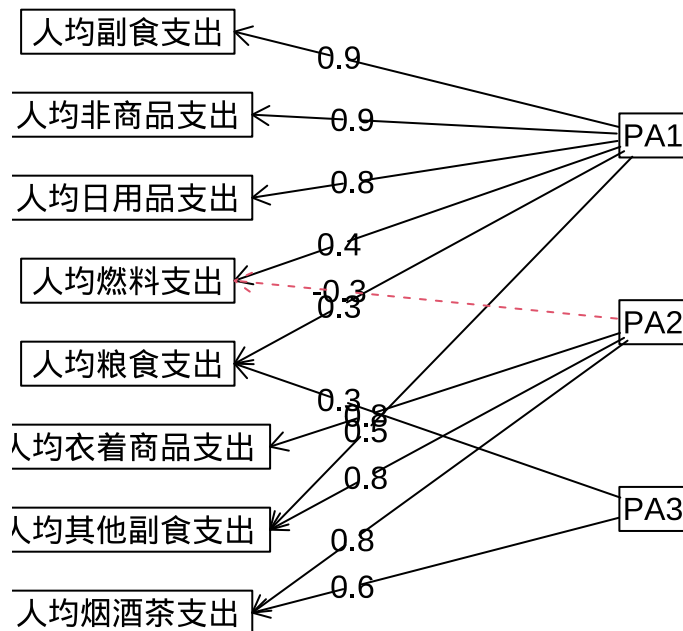 人均副食支出
0.9
人均非商品支出
0.9
PA1
人均日用品支出
0.8
0.4
人均燃料支出
-0.3
0.3
PA2
人均粮食支出
0.3
0.8
0.5
人均衣着商品支出
0.8
PA3
人均其他副食支出
0.8
0.6
人均烟酒茶支出